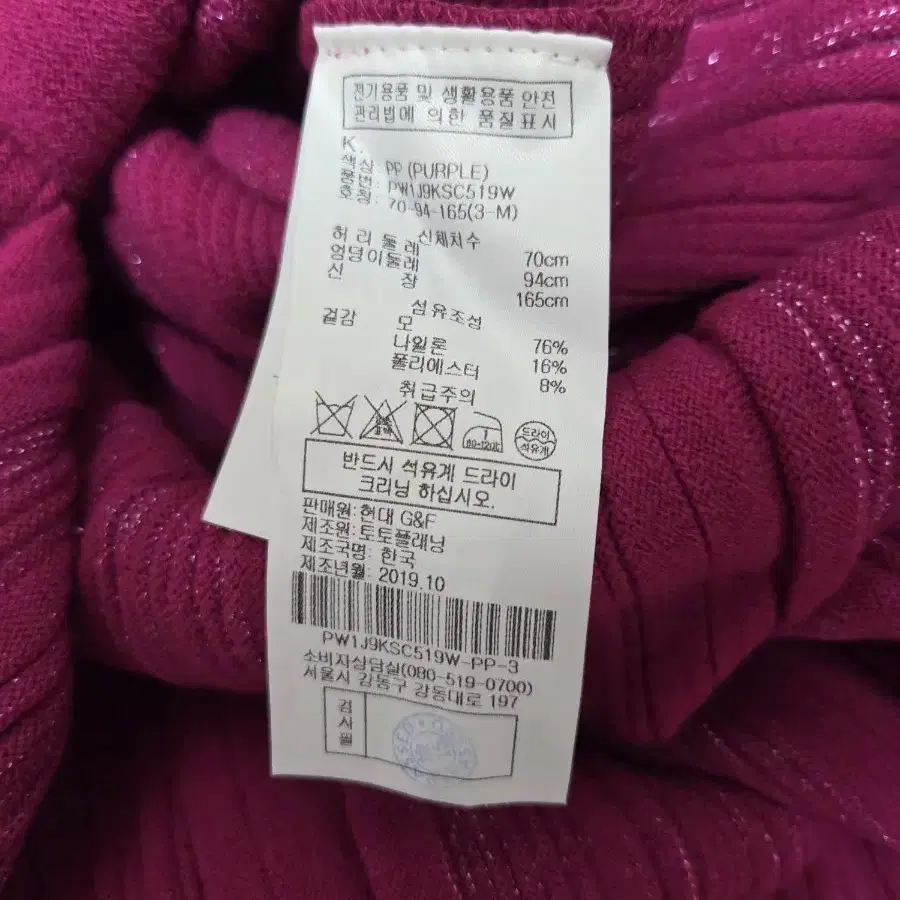 전기용품 및 생활용품 안전
관리법에 의한 품질표시
K.
색상: PP (PURPLE)
품번: PW1J9KSC519W
호칭: 70-94-165(3-M)
신체치수
허리둘레 70cm
엉덩이둘레 94cm
신장 165cm
섬유조성
겉감 모 76%
나일론 16%
폴리에스터 8%
취급주의
80-120℃
드라이
석유계
반드시 석유계 드라이
크리닝 하십시오.
판매원: 현대 G&F
제조원: 토토플래닝
제조국명: 한국
제조년월: 2019.10
PW1J9KSC519W-PP-3
소비자상담실(080-519-0700)
서울시 강동구 강동대로 197
검사필